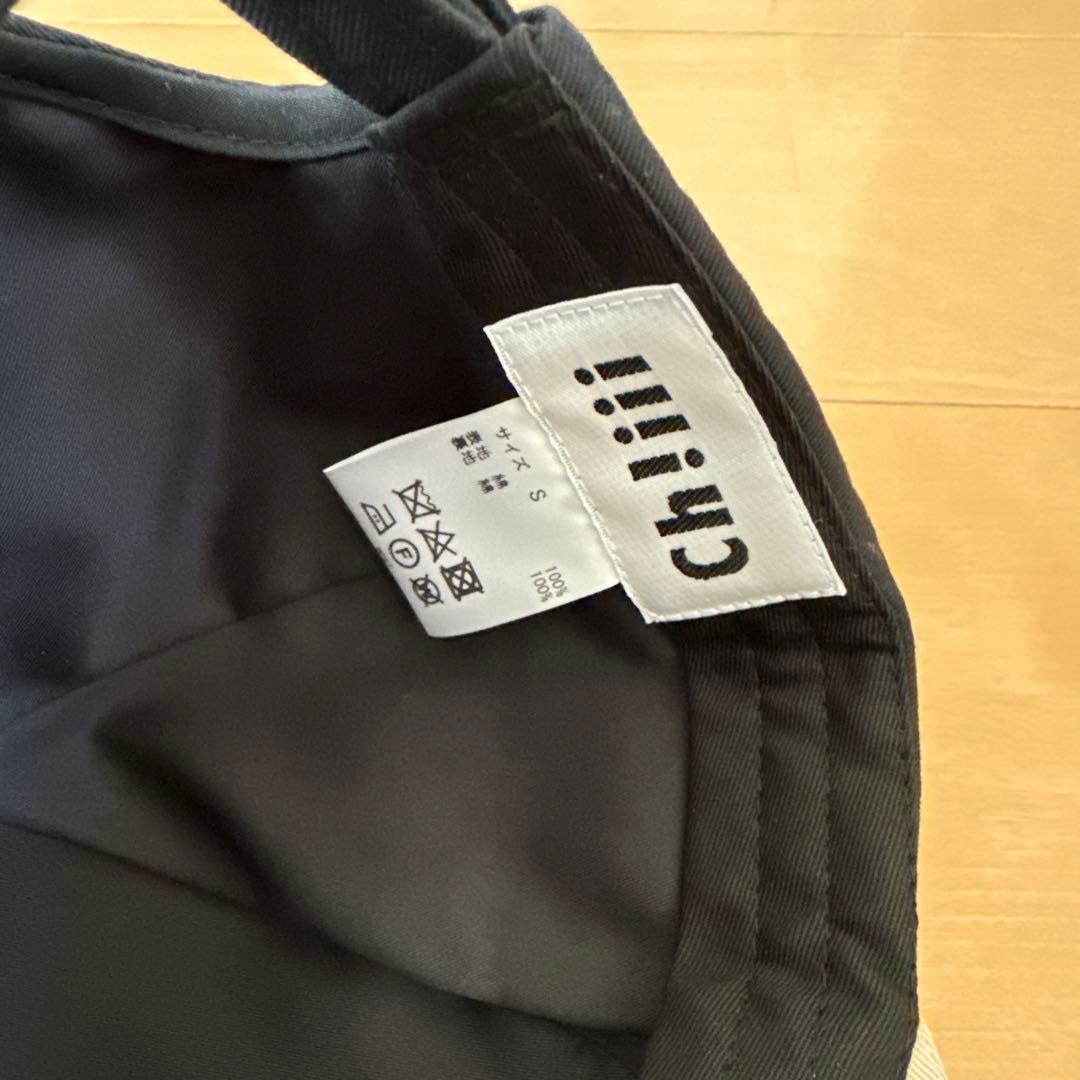 Chiiii
サイズ S
表地 綿 100%
裏地 綿 100%
F